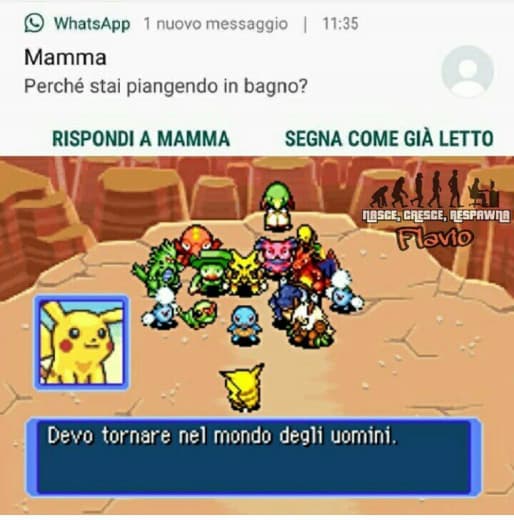 WhatsApp 1 nuovo messaggio | 11:35
Mamma
Perché stai piangendo in bagno?
RISPONDI A MAMMA SEGNA COME GIÀ LETTO
NASCE, CRESCE, RESPAWNA
Flavio
Devo tornare nel mondo degli uomini.